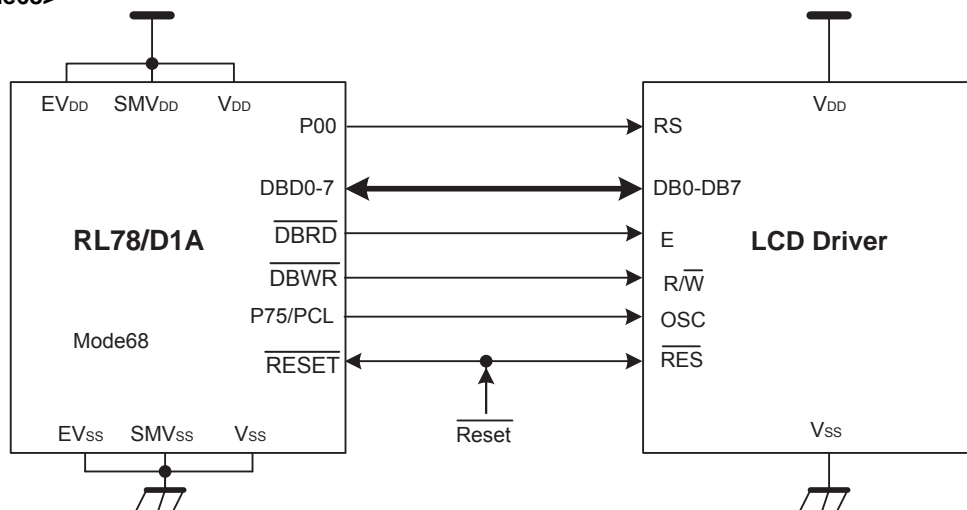 EVDD SMVDD VDD
P00
DBD0-7
RL78/D1A
DBRD
DBWR
P75/PCL
Mode68
RESET
EVSS SMVSS VSS
Reset
VDD
RS
DB0-DB7
E
LCD Driver
R/W
OSC
RES
VSS